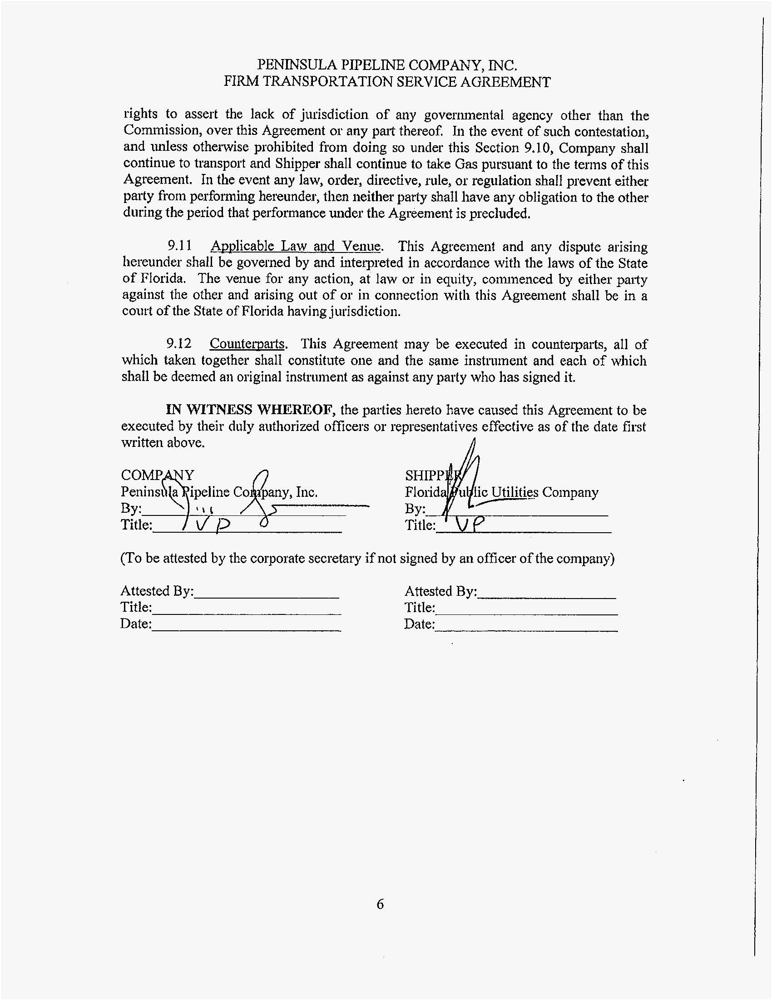 PENINSULA PIPELINE COMPANY, INC.
FIRM TRANSPORTATION SERVICE AGREEMENT
rights to assert the lack of jurisdiction of any governmental agency other than the
Commission, over this Agreement or any part thereof. In the event of such contestation,
and unless otherwise prohibited from doing so under this Section 9.10, Company shall
continue to transport and Shipper shall continue to take Gas pursuant to the terms of this
Agreement. In the event any law, order, directive, rule, or regulation shall prevent either
party from performing hereunder, then neither party shall have any obligation to the other
during the period that performance under the Agreement is precluded.
9.11 Applicable Law and Venue. This Agreement and any dispute arising
hereunder shall be governed by and interpreted in accordance with the laws of the State
of Florida. The venue for any action, at law or in equity, commenced by either party
against the other and arising out of or in connection with this Agreement shall be in a
court of the State of Florida having jurisdiction.
9.12 Counterparts. This Agreement may be executed in counterparts, all of
which taken together shall constitute one and the same instrument and each of which
shall be deemed an original instrument as against any party who has signed it.
IN WITNESS WHEREOF, the parties hereto have caused this Agreement to be
executed by their duly authorized officers or representatives effective as of the date first
written above.
COMPANY
Peninsula Pipeline Company, Inc.
By:
Title: VP
SHIPPER
Florida Public Utilities Company
By:
Title: VP
(To be attested by the corporate secretary if not signed by an officer of the company)
Attested By:
Title:
Date:
Attested By:
Title:
Date:
6